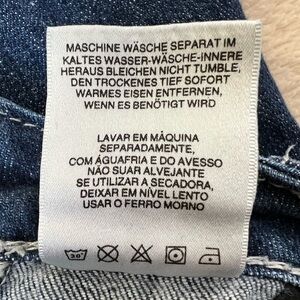 MASCHINE WÄSCHE SEPARAT IM
KALTES WASSER-WÄSCHE-INNERE
HERAUS BLEICHEN NICHT TUMBLE,
DEN TROCKENES TIEF SOFORT
WARMES EISEN ENTFERNEN,
WENN ES BENÖTIGT WIRD
LAVAR EM MÁQUINA
SEPARADAMENTE,
COM ÁGUAFRIA E DO AVESSO
NÃO SUAR ALVEJANTE
SE UTILIZAR A SECADORA,
DEIXAR EM NÍVEL LENTO
USAR O FERRO MORNO
30°